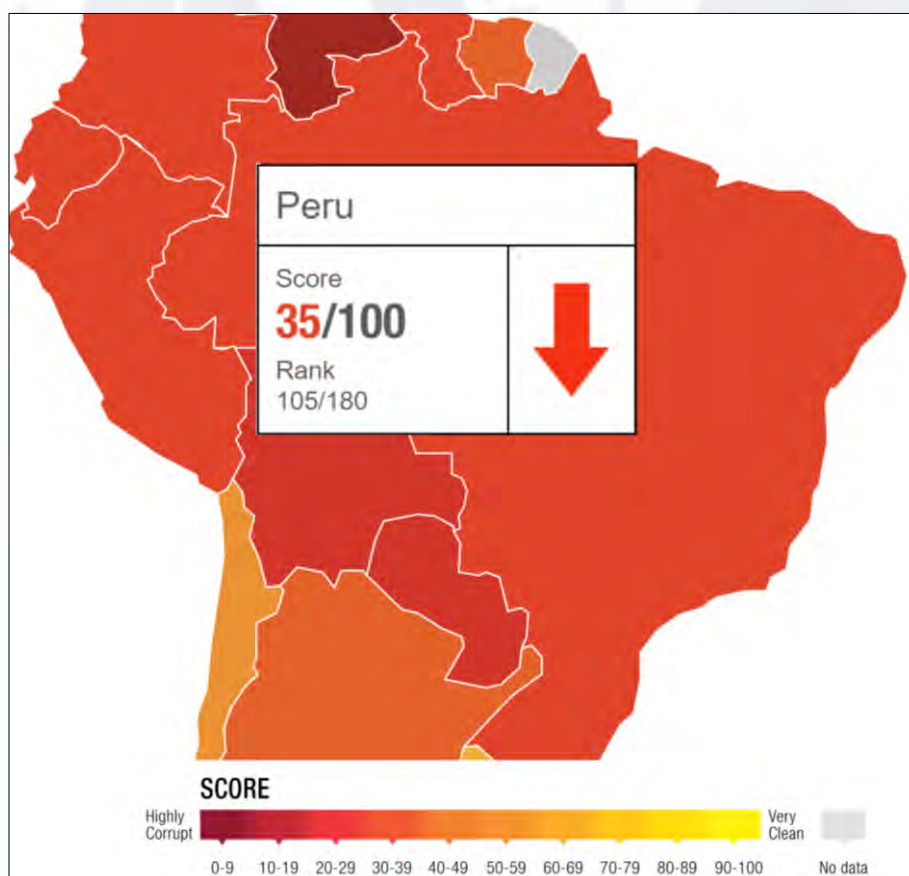 Peru
Score
35/100
Rank
105/180
SCORE
Highly Corrupt
Very Clean
0-9 10-19 20-29 30-39 40-49 50-59 60-69 70-79 80-89 90-100 No data